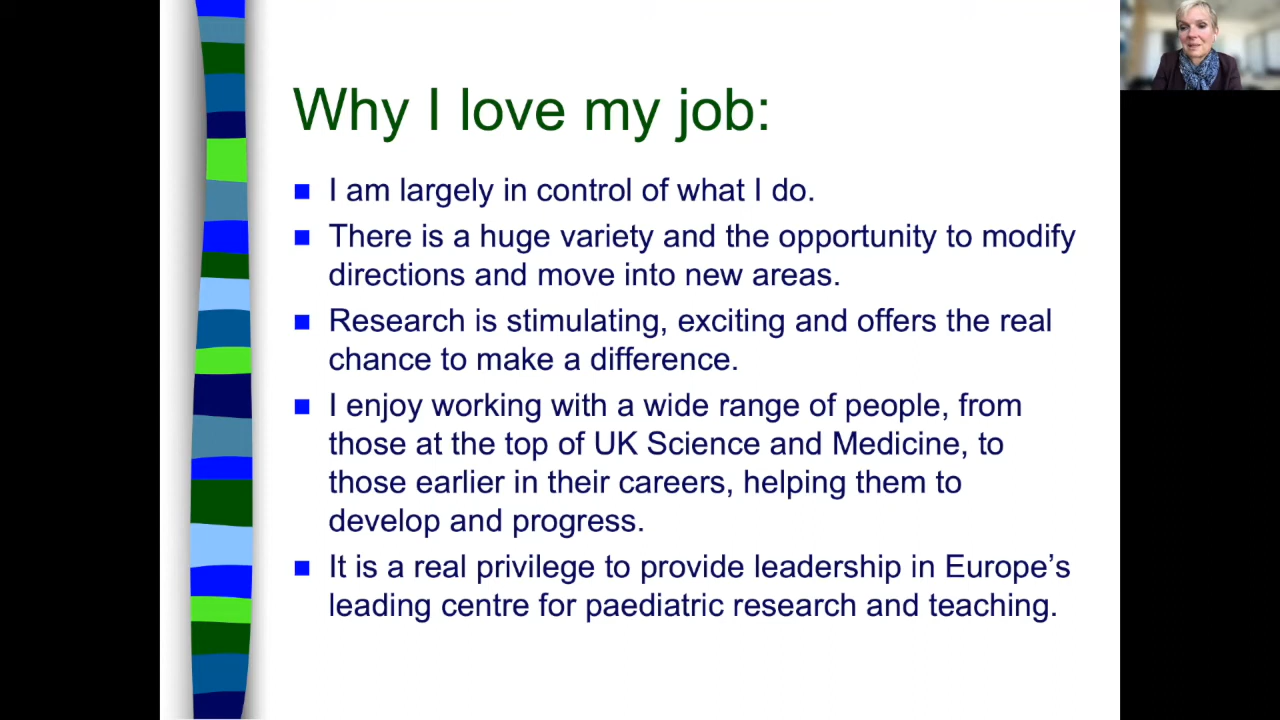 Why I love my job:
I am largely in control of what I do.
There is a huge variety and the opportunity to modify
directions and move into new areas.
Research is stimulating, exciting and offers the real
chance to make a difference.
I enjoy working with a wide range of people, from
those at the top of UK Science and Medicine, to
those earlier in their careers, helping them to
develop and progress.
It is a real privilege to provide leadership in Europe’s
leading centre for paediatric research and teaching.